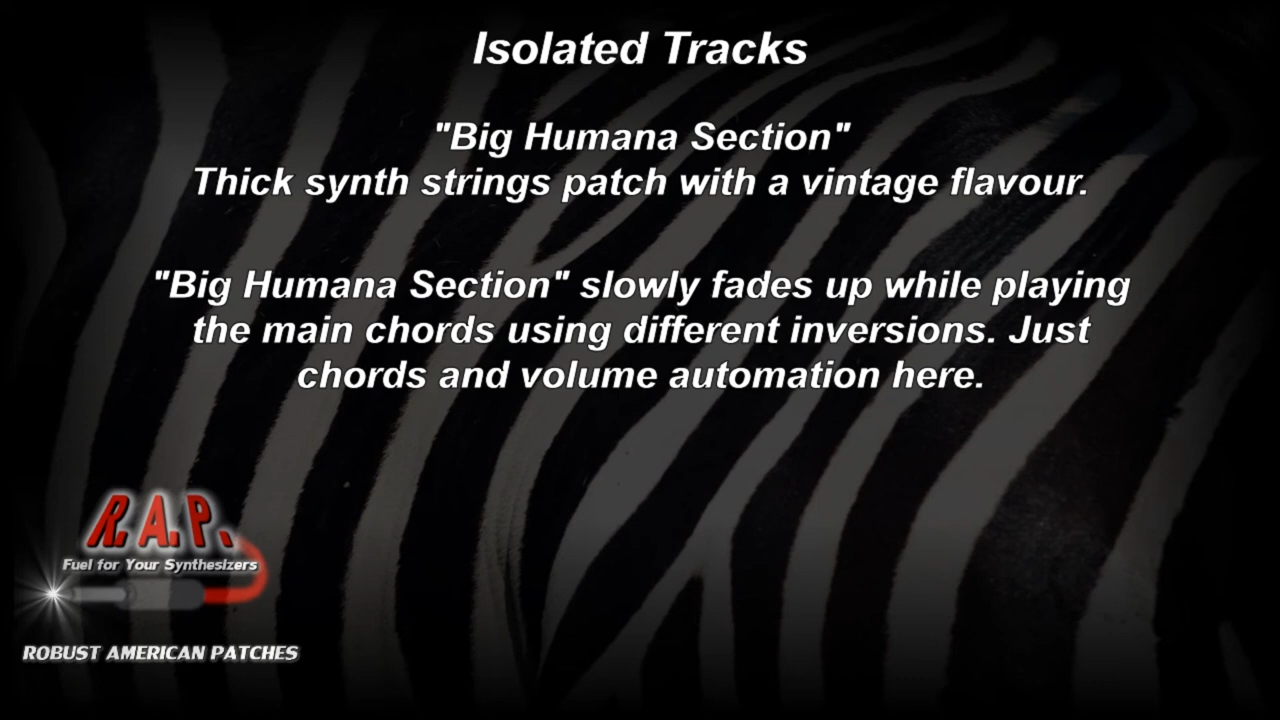 Isolated Tracks
"Big Humana Section"
Thick synth strings patch with a vintage flavour.
"Big Humana Section" slowly fades up while playing
the main chords using different inversions. Just
chords and volume automation here.
R.A.P.
Fuel for Your Synthesizers
ROBUST AMERICAN PATCHES